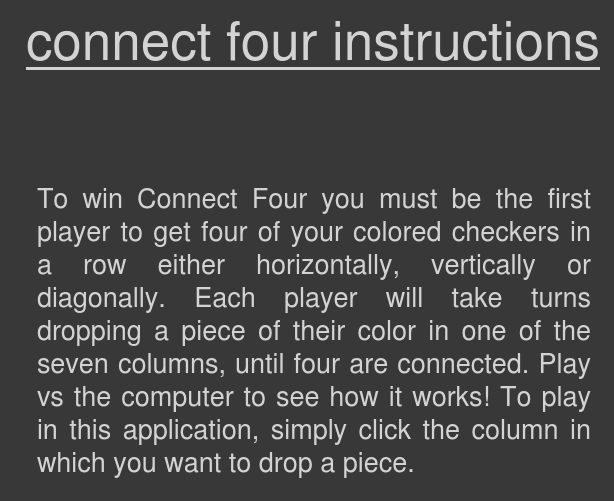 connect four instructions
To win Connect Four you must be the first
player to get four of your colored checkers in
a row either horizontally, vertically or
diagonally. Each player will take turns
dropping a piece of their color in one of the
seven columns, until four are connected. Play
vs the computer to see how it works! To play
in this application, simply click the column in
which you want to drop a piece.